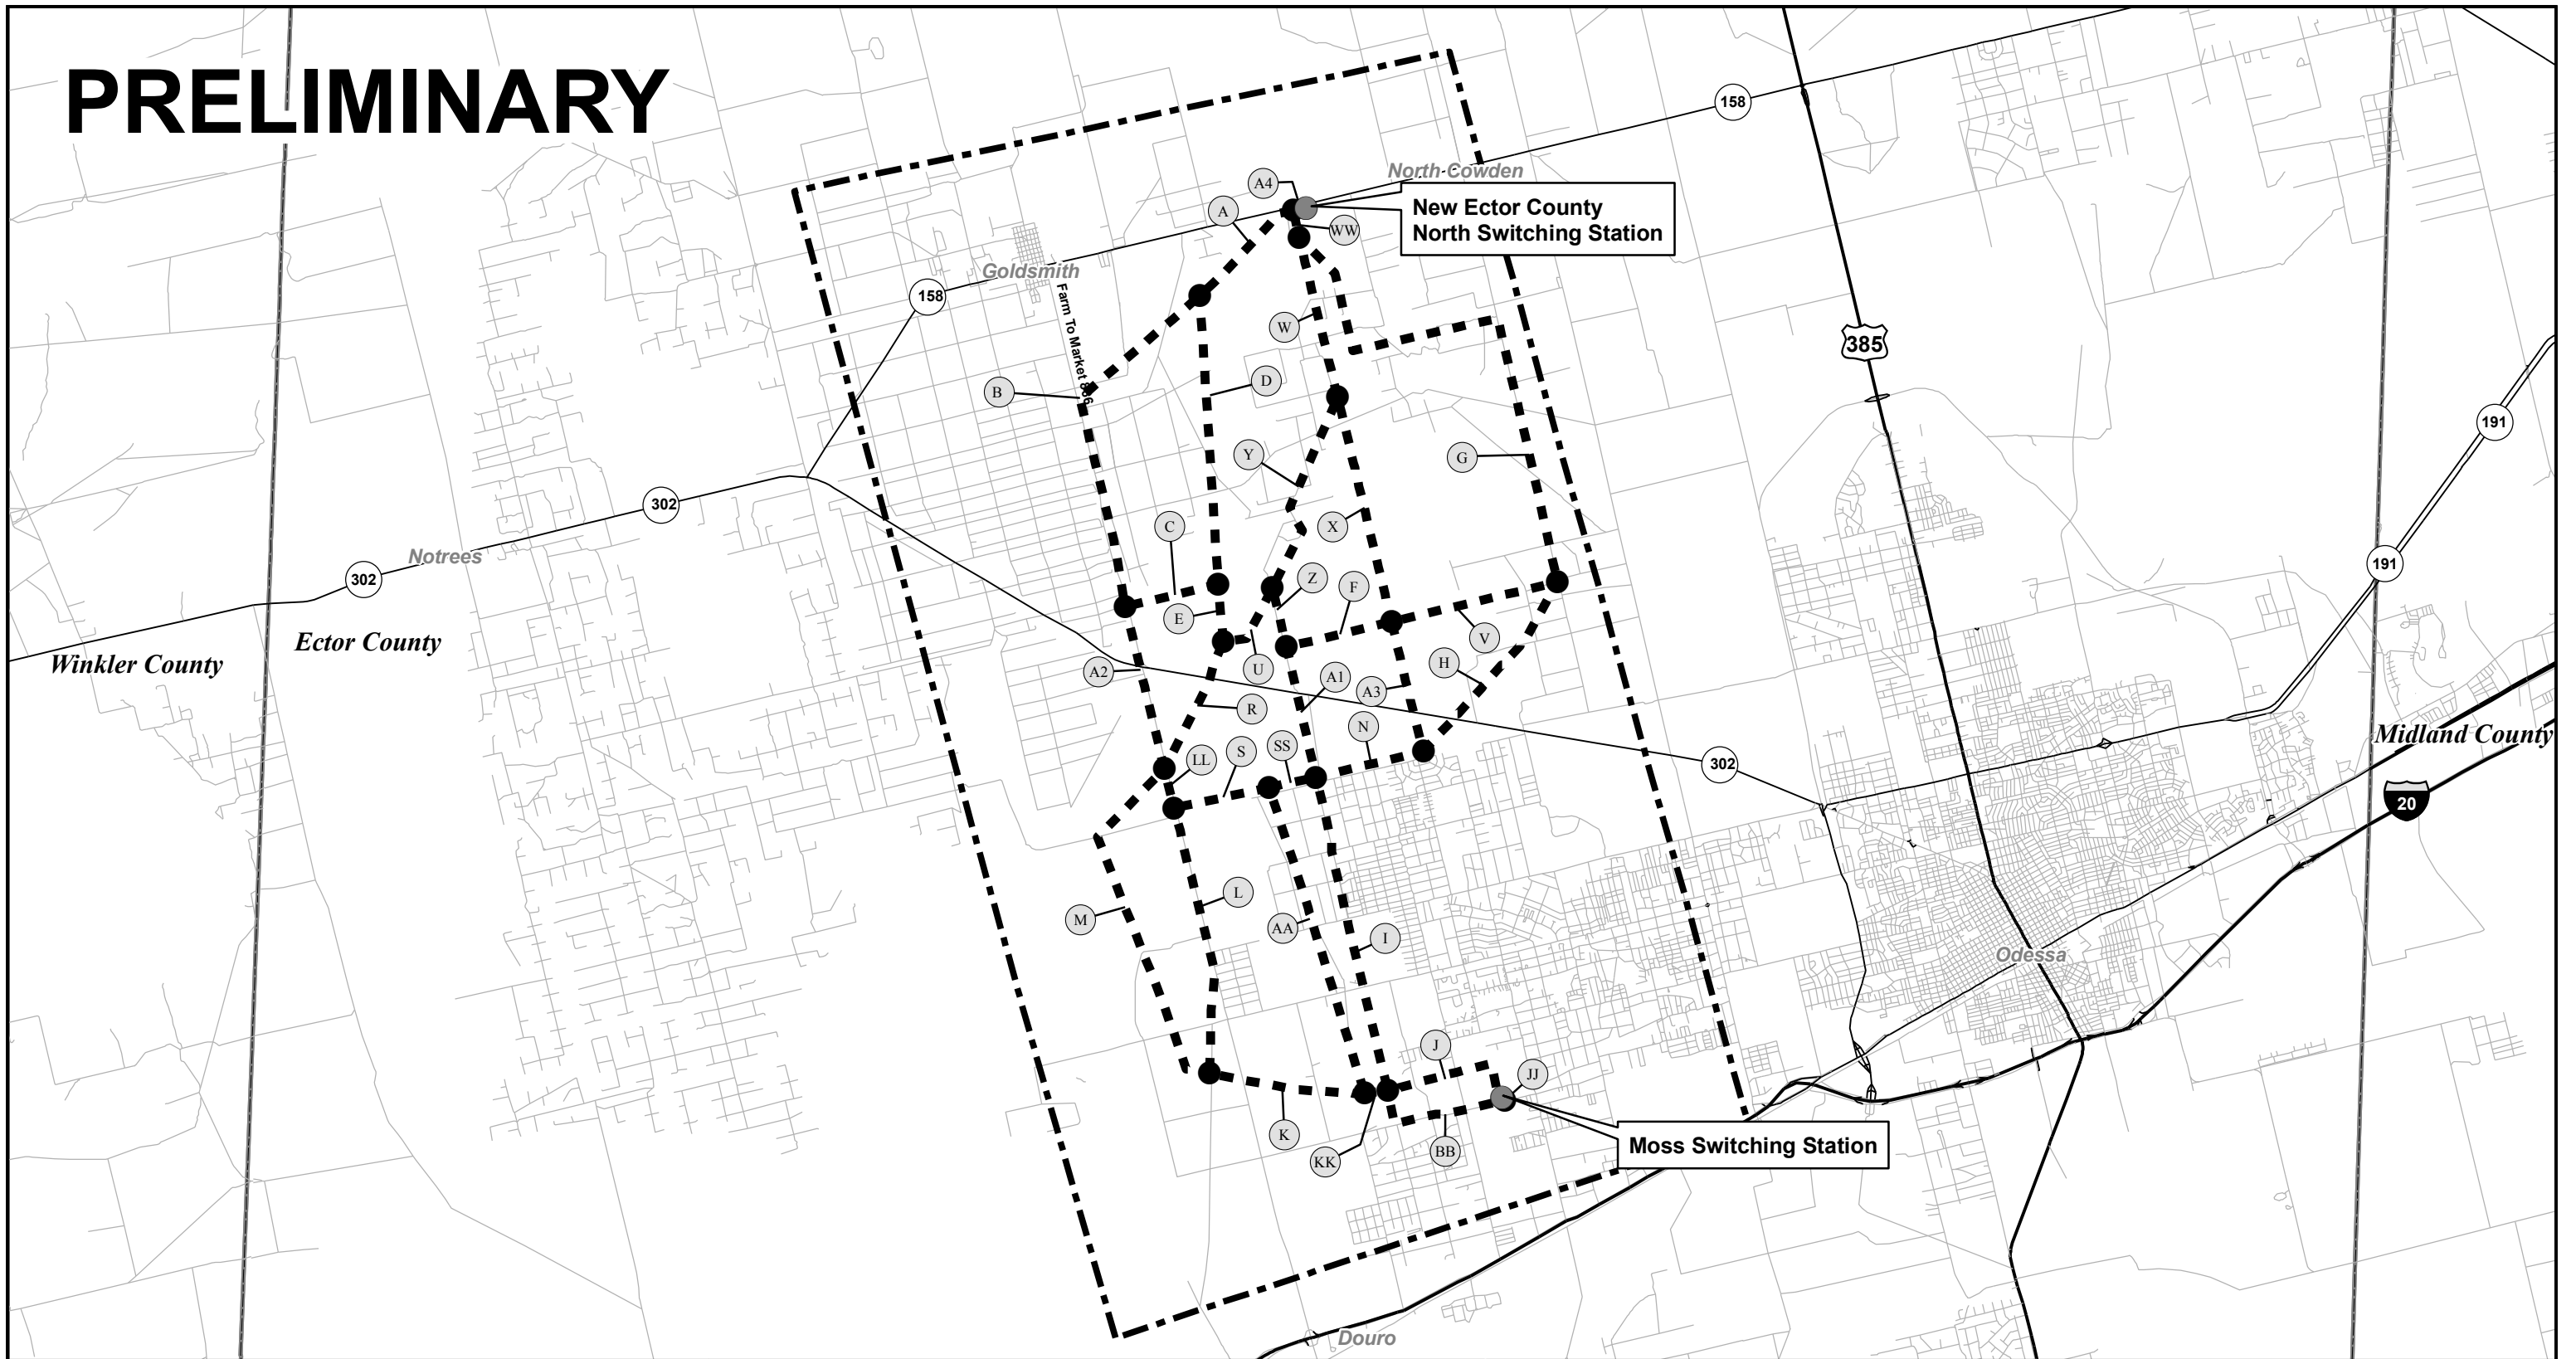 PRELIMINARY
158
North Cowden
A4
A
New Ector County
North Switching Station
WW
Goldsmith
158
Farm To Market 866
W
385
D
B
191
Y
G
302
C
X
Notrees
302
191
Z
F
E
V
Ector County
Winkler County
H
U
A2
A1
A3
R
N
Midland County
S
SS
LL
302
20
L
M
AA
I
Odessa
J
JJ
K
Moss Switching Station
BB
KK
Douro